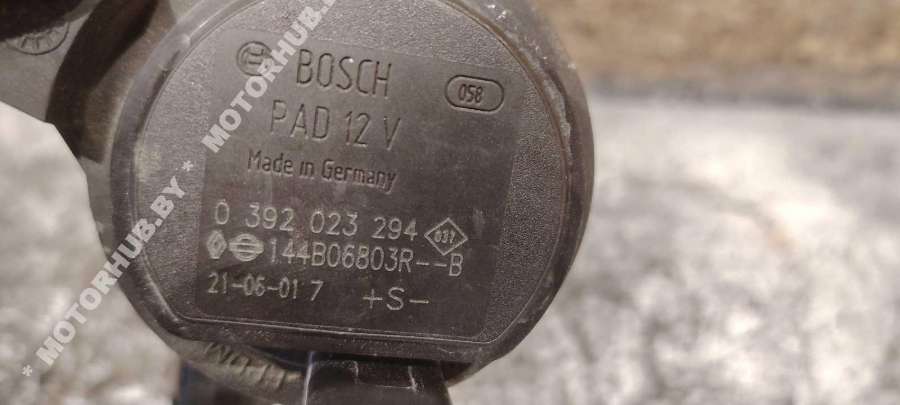 BOSCH
058
PAD 12 V
Made in Germany
0 392 023 294 037
144B06803R--B
21-06-01 7 +S-
* MOTORHUB.BY * MOTORHUB